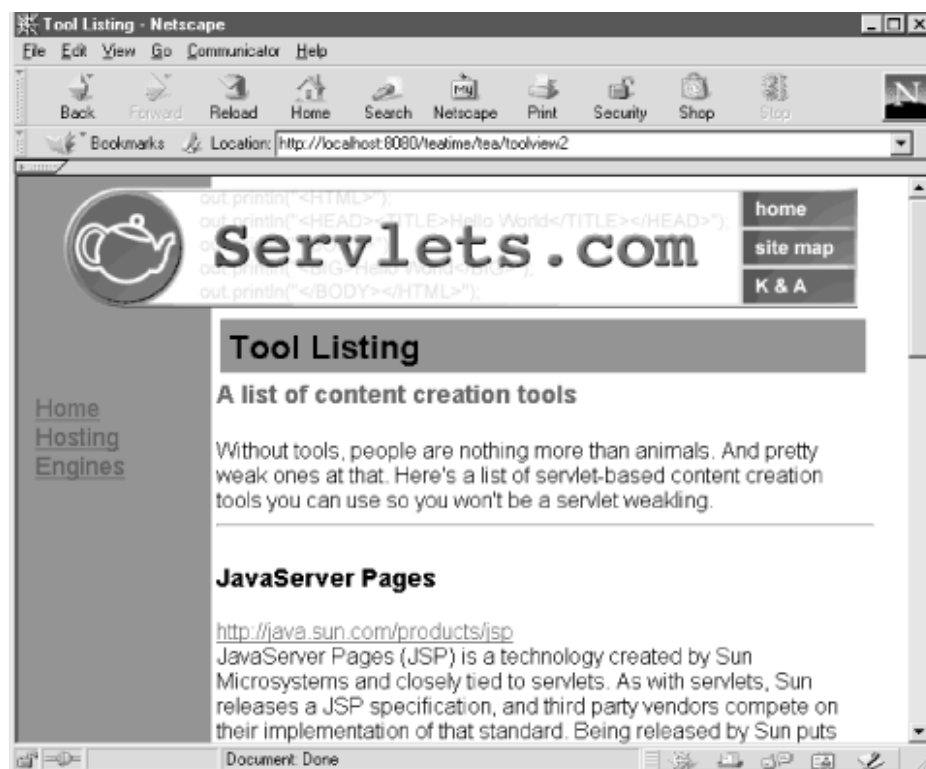 Tool Listing - Netscape
File Edit View Go Communicator Help
Back Forward Reload Home Search Netscape Print Security Shop Stop
My
N
Bookmarks Location: http://localhost:8080/teatime/tea/toolview2
out.println("<HTML>");
out.println("<HEAD><TITLE>Hello World</TITLE></HEAD>");
Servlets.com
out.println("<BIG>Hello World</BIG>");
out.println("</BODY></HTML>");
home
site map
K & A
Tool Listing
A list of content creation tools
Home
Hosting
Engines
Without tools, people are nothing more than animals. And pretty
weak ones at that. Here's a list of servlet-based content creation
tools you can use so you won't be a servlet weakling.
JavaServer Pages
http://java.sun.com/products/jsp
JavaServer Pages (JSP) is a technology created by Sun
Microsystems and closely tied to servlets. As with servlets, Sun
releases a JSP specification, and third party vendors compete on
their implementation of that standard. Being released by Sun puts
Document: Done